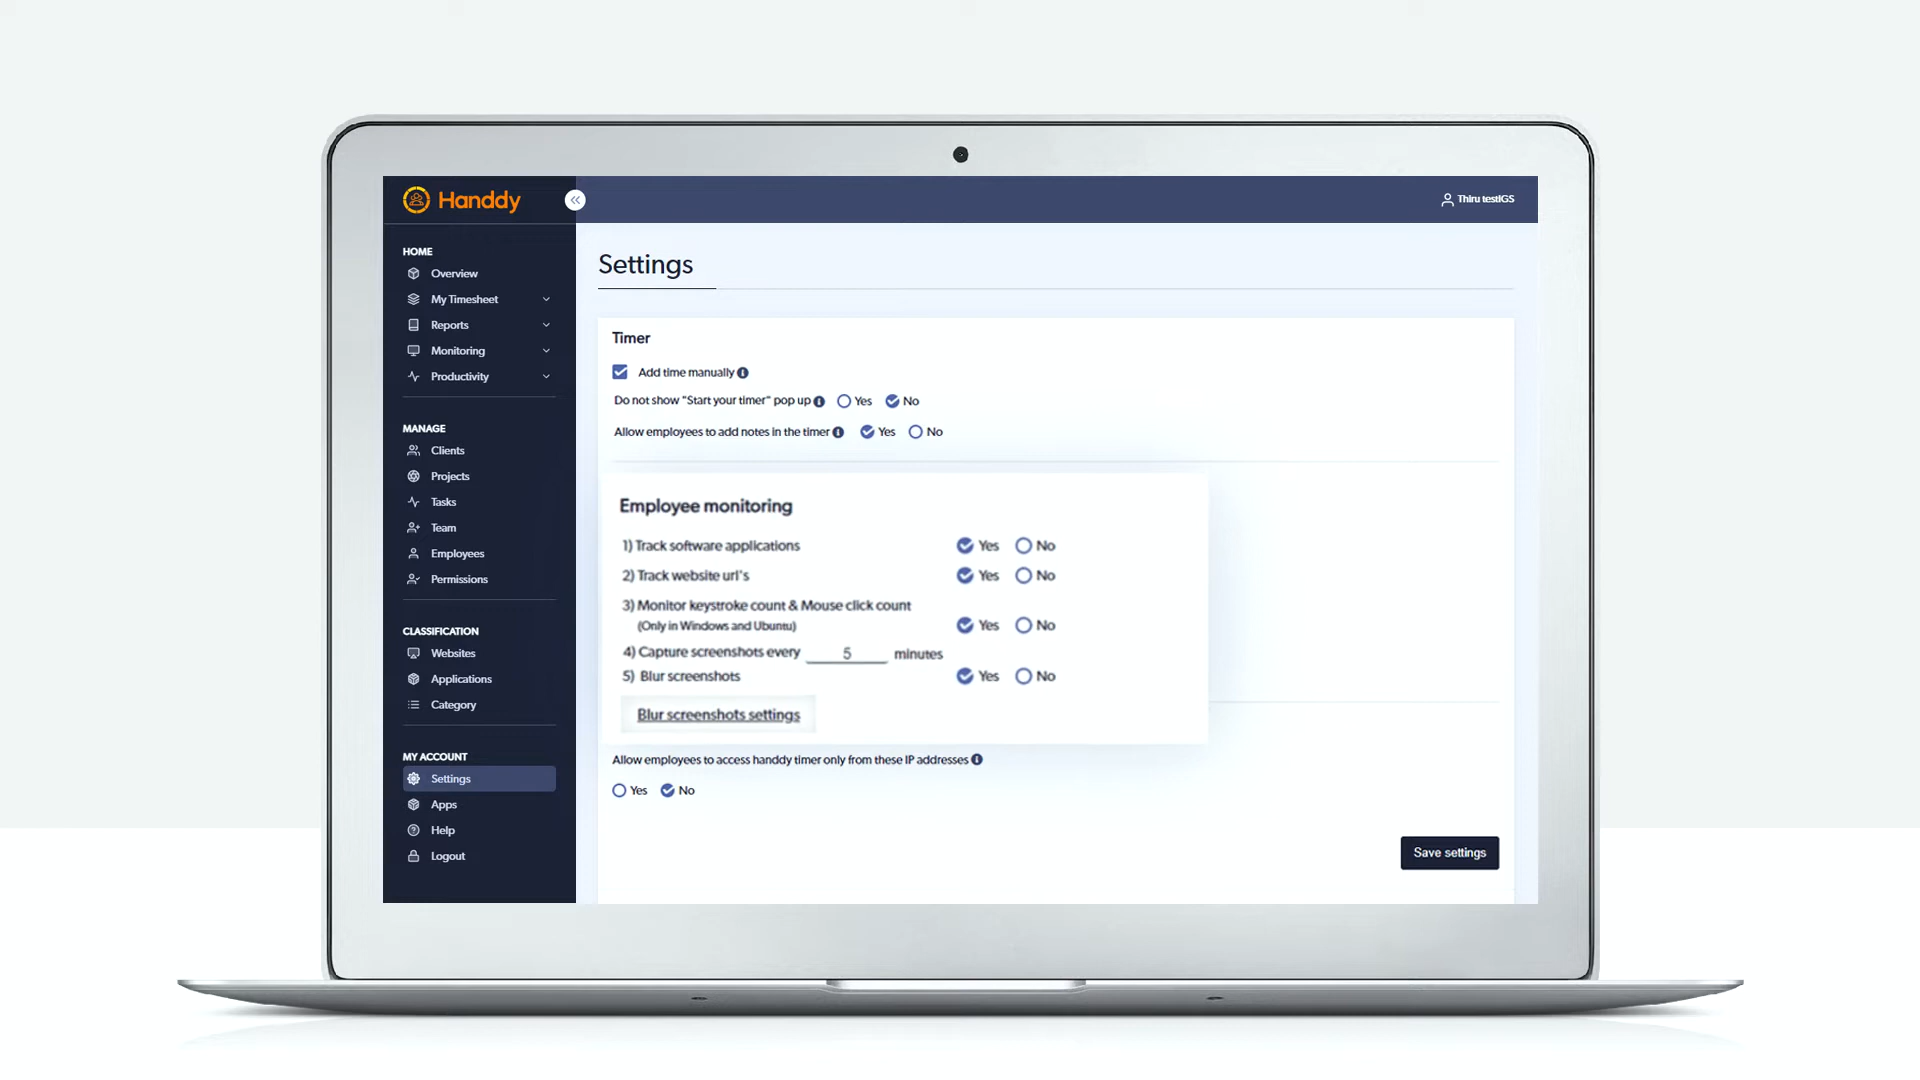 Handdy
Thiru testIGS
HOME
Overview
My Timesheet
Reports
Monitoring
Productivity
MANAGE
Clients
Projects
Tasks
Team
Employees
Permissions
CLASSIFICATION
Websites
Applications
Category
MY ACCOUNT
Settings
Apps
Help
Logout
Settings
Timer
Add time manually
Do not show "Start your timer" pop up Yes No
Allow employees to add notes in the timer Yes No
Employee monitoring
1) Track software applications Yes No
2) Track website url's Yes No
3) Monitor keystroke count & Mouse click count
(Only in Windows and Ubuntu) Yes No
4) Capture screenshots every 5 minutes
5) Blur screenshots Yes No
Blur screenshots settings
Allow employees to access handdy timer only from these IP addresses
Yes No
Save settings